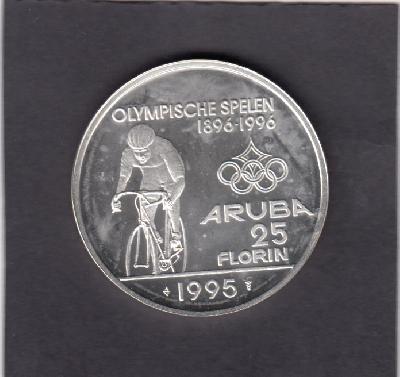 OLYMPISCHE SPELEN
1896-1996
ARUBA
25
FLORIN
1995